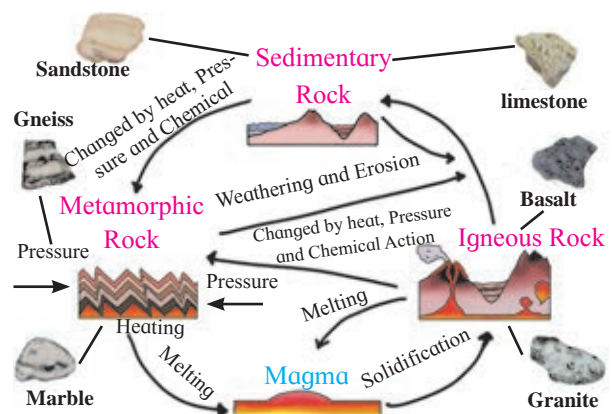 Sandstone
Sedimentary
Rock
limestone
Changed by heat, Pres-
sure and Chemical
Gneiss
Weathering and Erosion
Basalt
Metamorphic
Rock
Changed by heat, Pressure
and Chemical Action
Igneous Rock
Pressure
Pressure
Heating
Melting
Melting
Magma
Solidification
Marble
Granite